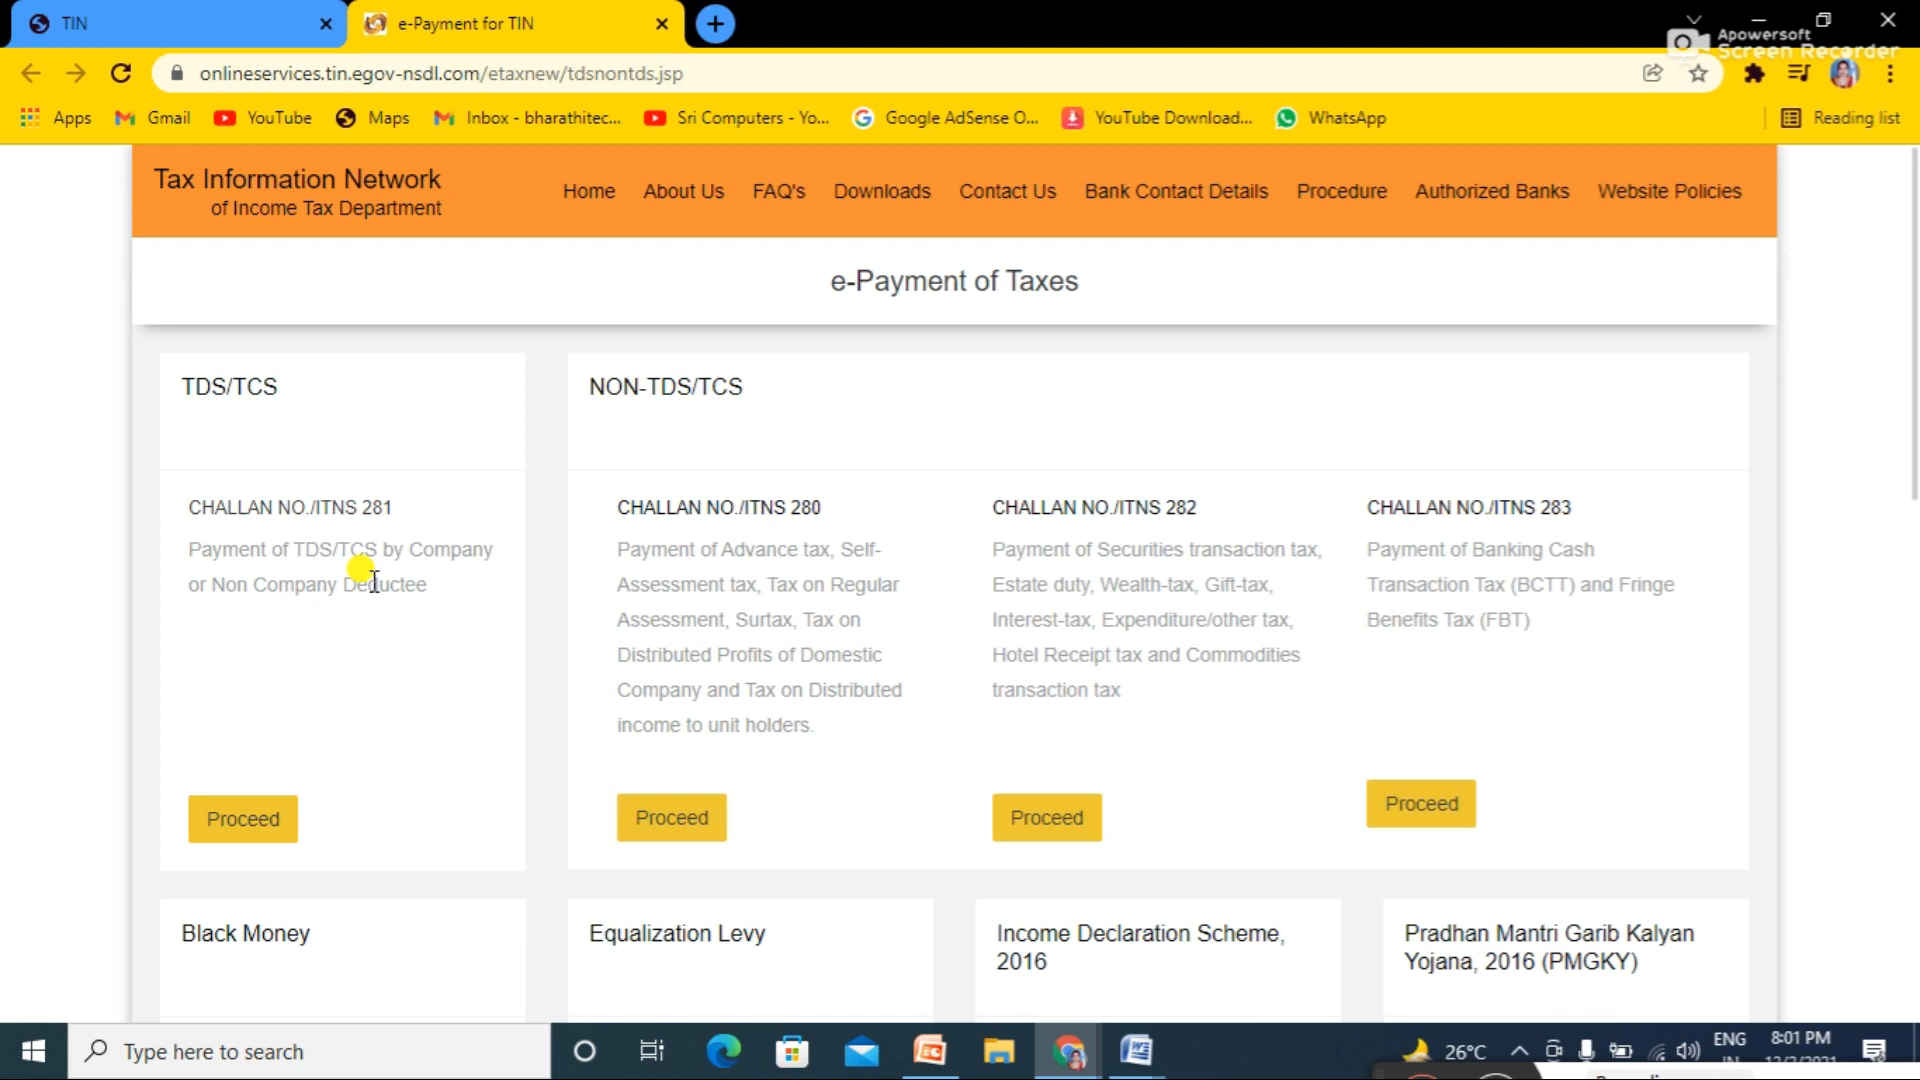 TIN
e-Payment for TIN
Apowersoft
Screen Recorder
onlineservices.tin.egov-nsdl.com/etaxnew/tdsnontds.jsp
Apps Gmail YouTube Maps Inbox - bharathitec... Sri Computers - Yo... Google AdSense O... YouTube Download... WhatsApp Reading list
Tax Information Network
of Income Tax Department
Home About Us FAQ's Downloads Contact Us Bank Contact Details Procedure Authorized Banks Website Policies
e-Payment of Taxes
TDS/TCS
CHALLAN NO./ITNS 281
Payment of TDS/TCS by Company
or Non Company Deductee
Proceed
NON-TDS/TCS
CHALLAN NO./ITNS 280
Payment of Advance tax, Self-
Assessment tax, Tax on Regular
Assessment, Surtax, Tax on
Distributed Profits of Domestic
Company and Tax on Distributed
income to unit holders.
Proceed
CHALLAN NO./ITNS 282
Payment of Securities transaction tax,
Estate duty, Wealth-tax, Gift-tax,
Interest-tax, Expenditure/other tax,
Hotel Receipt tax and Commodities
transaction tax
Proceed
CHALLAN NO./ITNS 283
Payment of Banking Cash
Transaction Tax (BCTT) and Fringe
Benefits Tax (FBT)
Proceed
Black Money
Equalization Levy
Income Declaration Scheme,
2016
Pradhan Mantri Garib Kalyan
Yojana, 2016 (PMGKY)
Type here to search
26°C
ENG
8:01 PM